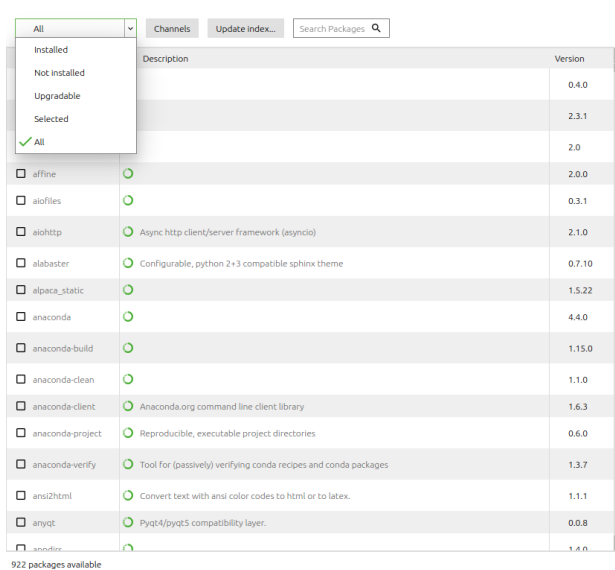 All
Channels
Update index...
Search Packages
Installed
Not installed
Upgradable
Selected
All
Description
Version
0.4.0
2.3.1
2.0
affine 2.0.0
aiofiles 0.3.1
aiohttp Async http client/server framework (asyncio) 2.1.0
alabaster Configurable, python 2+3 compatible sphinx theme 0.7.10
alpaca_static 1.5.22
anaconda 4.4.0
anaconda-build 1.15.0
anaconda-clean 1.1.0
anaconda-client Anaconda.org command line client library 1.6.3
anaconda-project Reproducible, executable project directories 0.6.0
anaconda-verify Tool for (passively) verifying conda recipes and conda packages 1.3.7
ansi2html Convert text with ansi color codes to html or to latex. 1.1.1
anyqt Pyqt4/pyqt5 compatibility layer. 0.0.8
appdirs 1.4.0
922 packages available